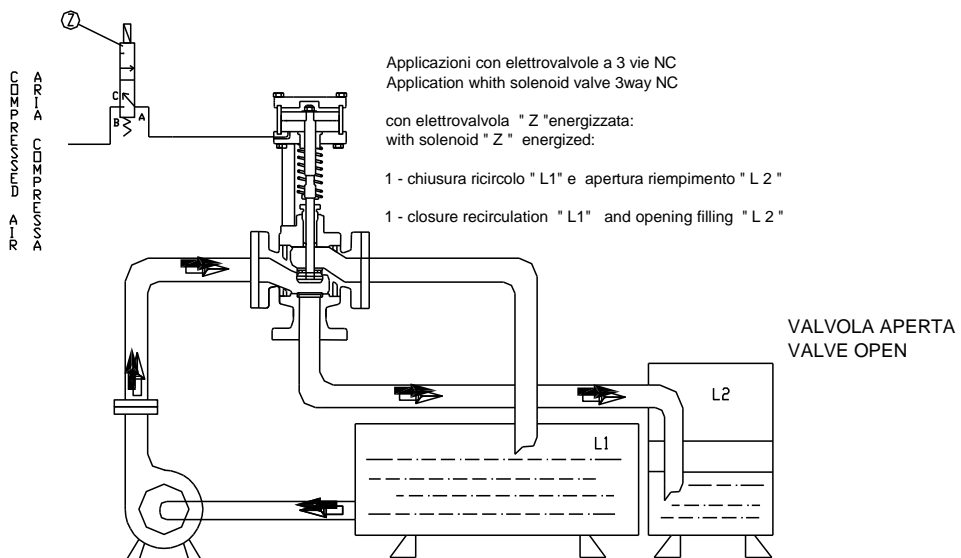 Z
C
B
A
COMPRESSED AIR
ARIA COMPRESSA
Applicazioni con elettrovalvole a 3 vie NC
Application whith solenoid valve 3way NC
con elettrovalvola " Z "energizzata:
with solenoid " Z " energized:
1 - chiusura ricircolo " L1" e apertura riempimento " L 2 "
1 - closure recirculation " L1" and opening filling " L 2 "
VALVOLA APERTA
VALVE OPEN
L2
L1